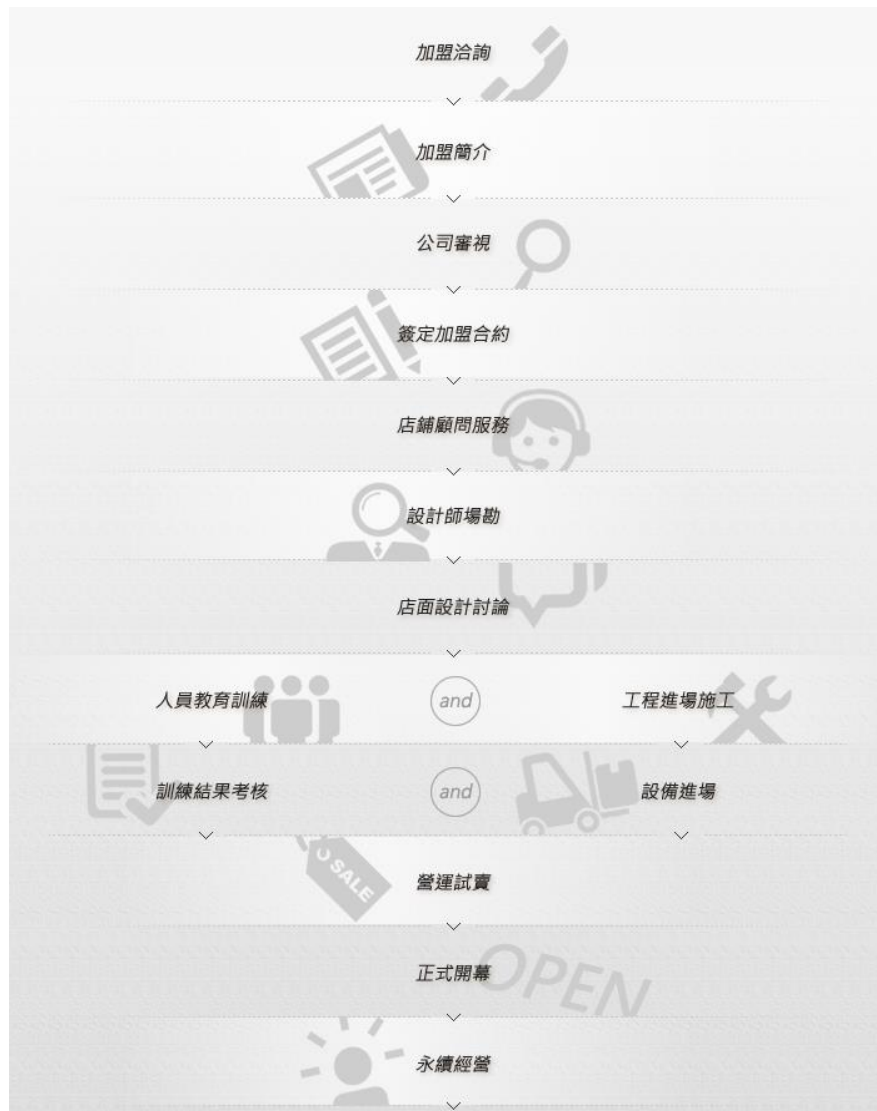 加盟洽詢
加盟簡介
公司審視
簽定加盟合約
店鋪顧問服務
設計師場勘
店面設計討論
人員教育訓練 and 工程進場施工
訓練結果考核 and 設備進場
SALE
營運試賣
正式開幕
OPEN
永續經營